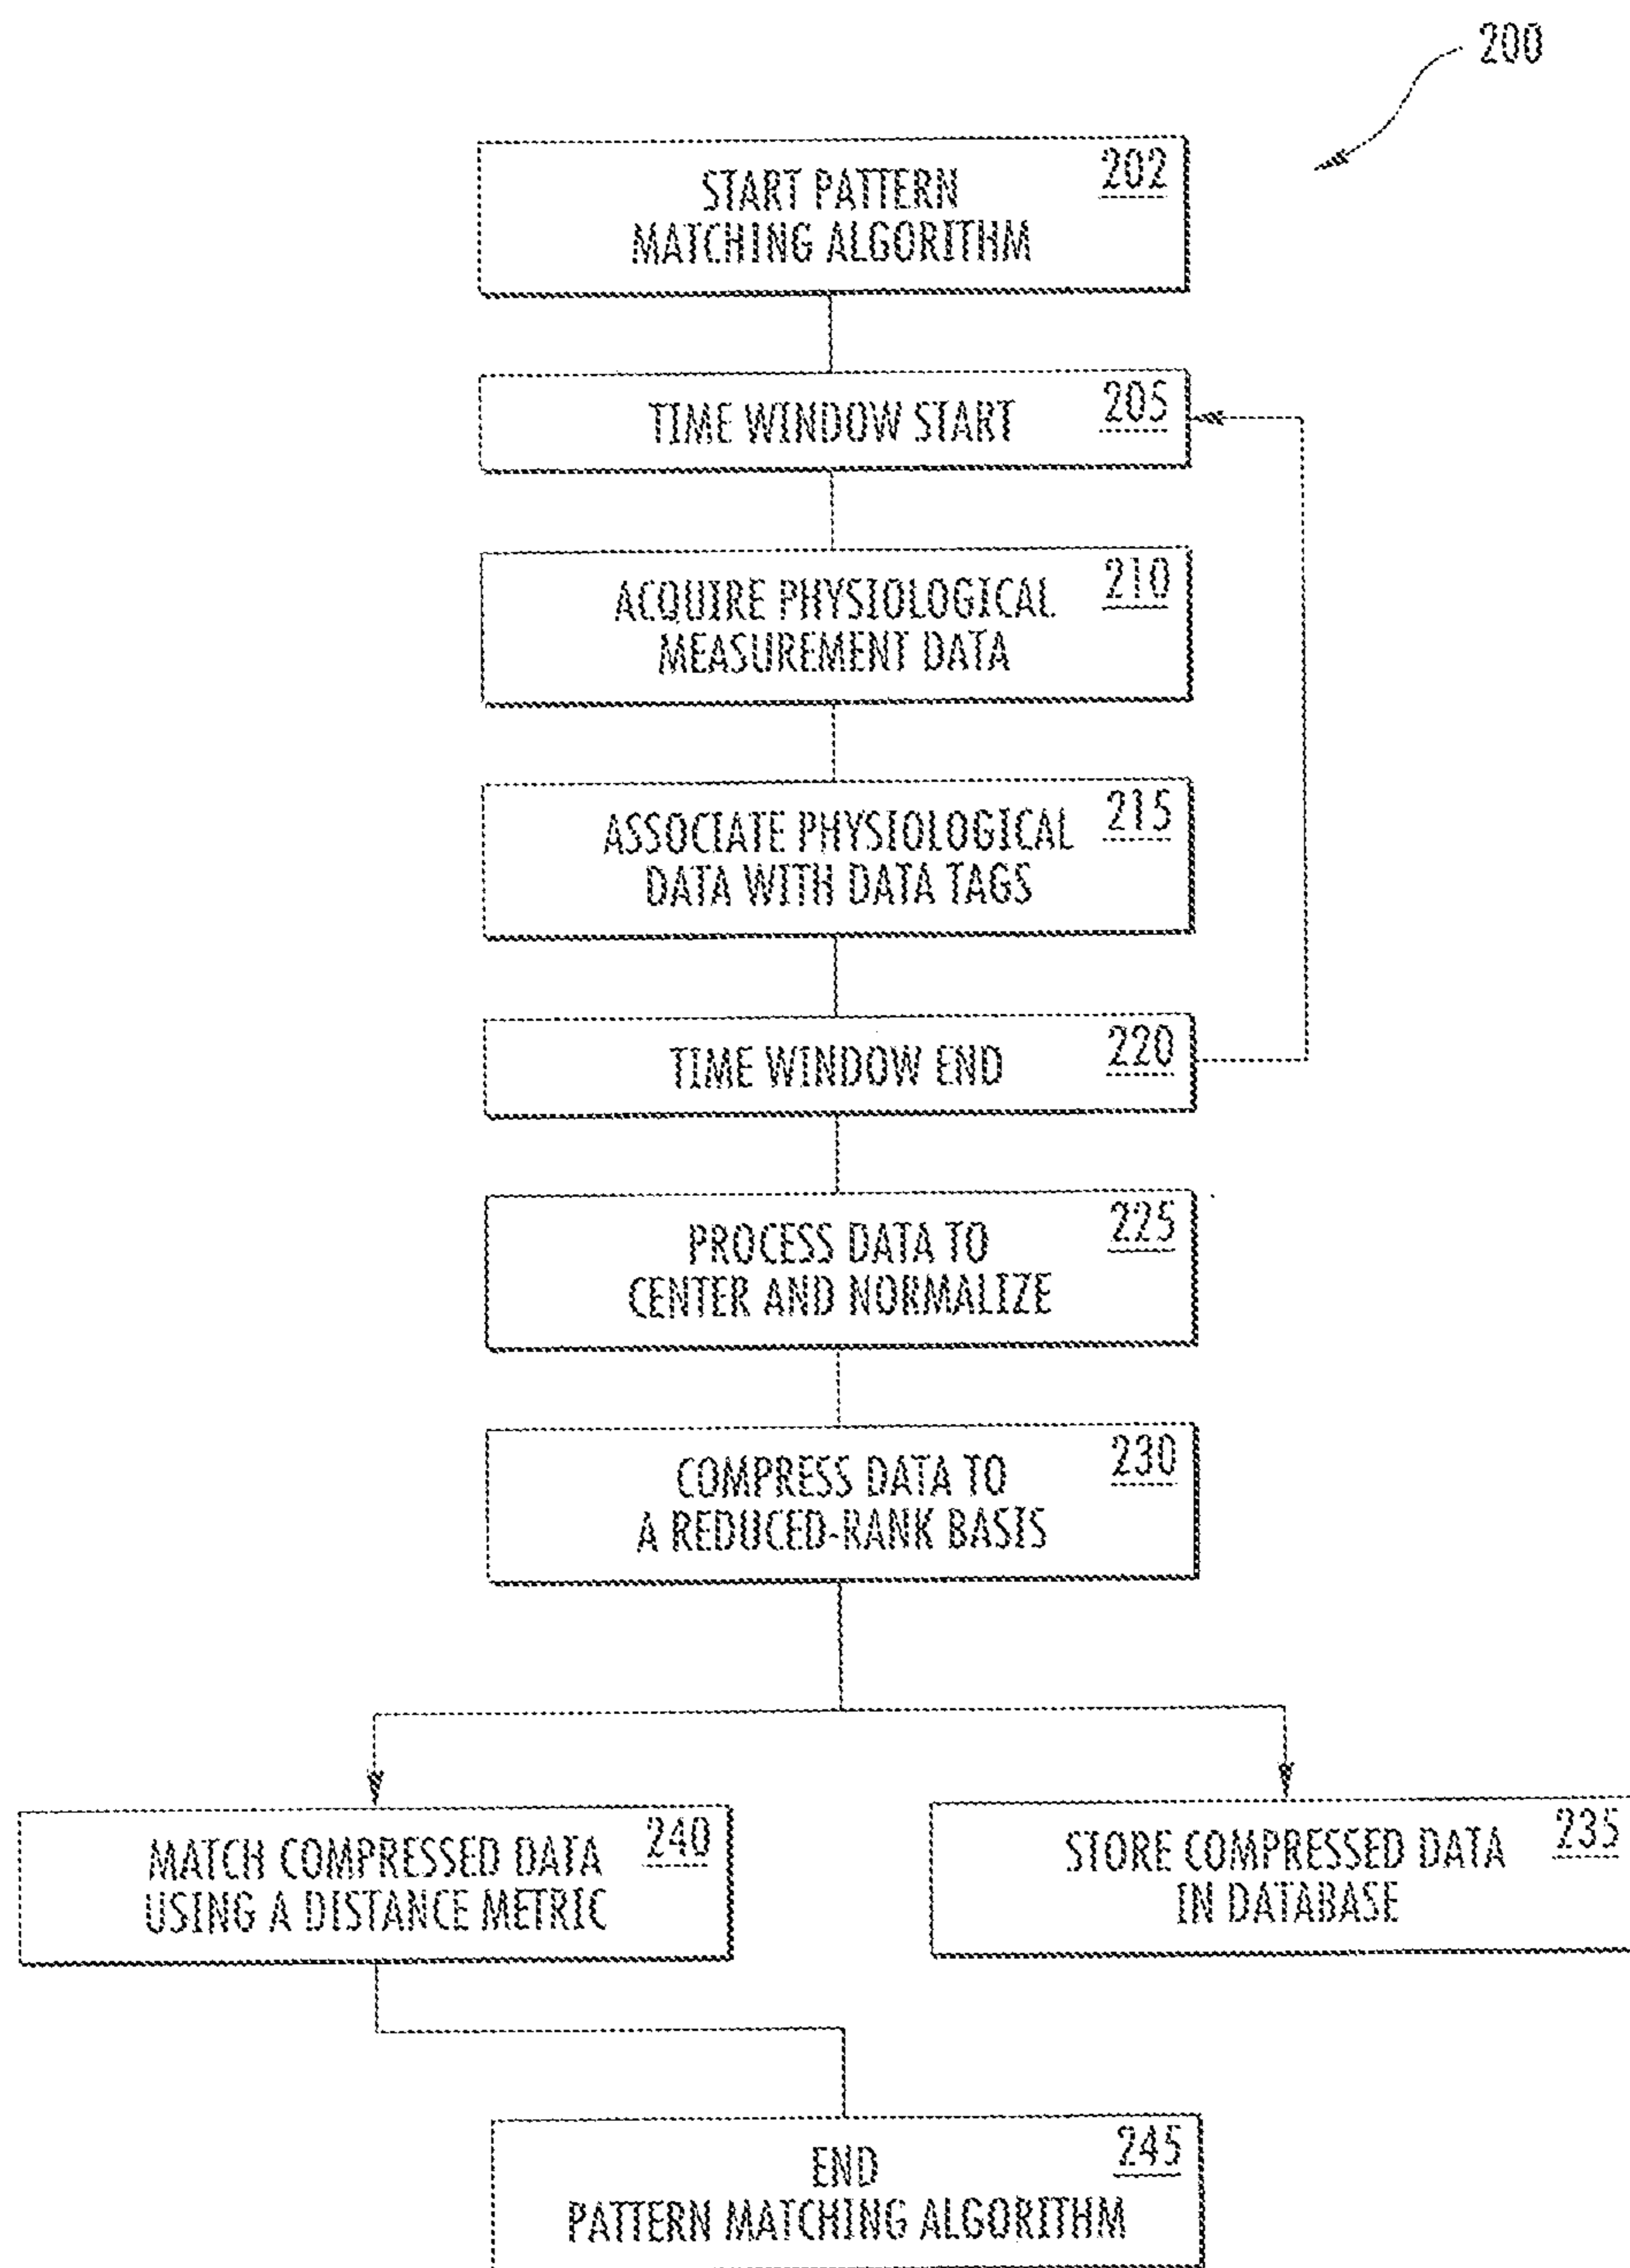 200
202
START PATTERN
MATCHING ALGORITHM
205
TIME WINDOW START
210
ACQUIRE PHYSIOLOGICAL
MEASUREMENT DATA
215
ASSOCIATE PHYSIOLOGICAL
DATA WITH DATA TAGS
220
TIME WINDOW END
225
PROCESS DATA TO
CENTER AND NORMALIZE
230
COMPRESS DATA TO
A REDUCED-RANK BASIS
240
MATCH COMPRESSED DATA
USING A DISTANCE METRIC
235
STORE COMPRESSED DATA
IN DATABASE
245
END
PATTERN MATCHING ALGORITHM